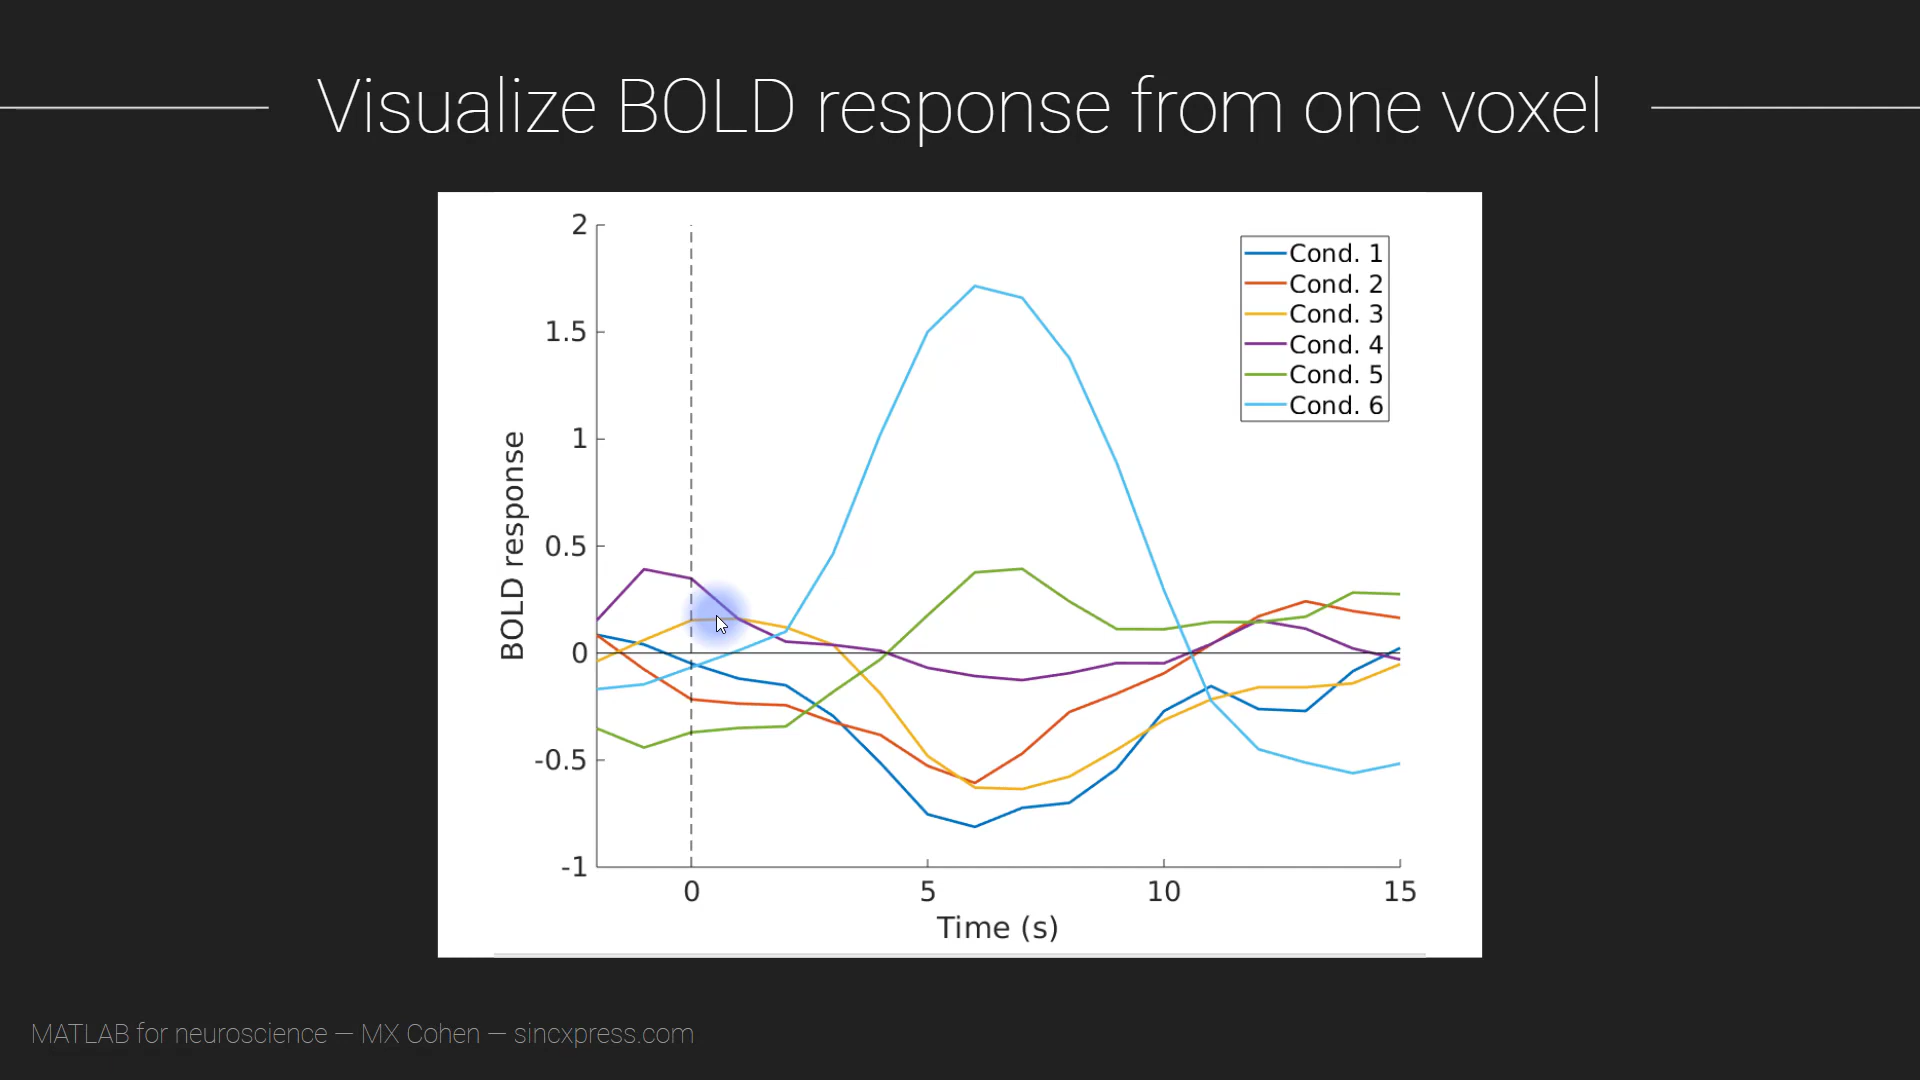 Visualize BOLD response from one voxel
2
1.5
1
0.5
0
-0.5
-1
BOLD response
Cond. 1
Cond. 2
Cond. 3
Cond. 4
Cond. 5
Cond. 6
0 5 10 15
Time (s)
MATLAB for neuroscience — MX Cohen — sincxpress.com